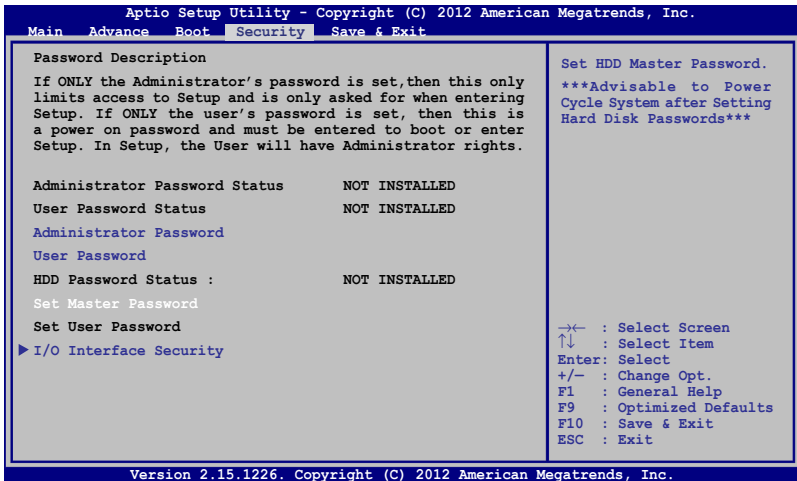 Aptio Setup Utility - Copyright (C) 2012 American Megatrends, Inc.
Main Advance Boot Security Save & Exit
Password Description
If ONLY the Administrator’s password is set,then this only
limits access to Setup and is only asked for when entering
Setup. If ONLY the user’s password is set, then this is
a power on password and must be entered to boot or enter
Setup. In Setup, the User will have Administrator rights.
Administrator Password Status NOT INSTALLED
User Password Status NOT INSTALLED
Administrator Password
User Password
HDD Password Status : NOT INSTALLED
Set Master Password
Set User Password
I/O Interface Security
Set HDD Master Password.
***Advisable to Power
Cycle System after Setting
Hard Disk Passwords***
→← : Select Screen
↑↓ : Select Item
Enter: Select
+/— : Change Opt.
F1 : General Help
F9 : Optimized Defaults
F10 : Save & Exit
ESC : Exit
Version 2.15.1226. Copyright (C) 2012 American Megatrends, Inc.